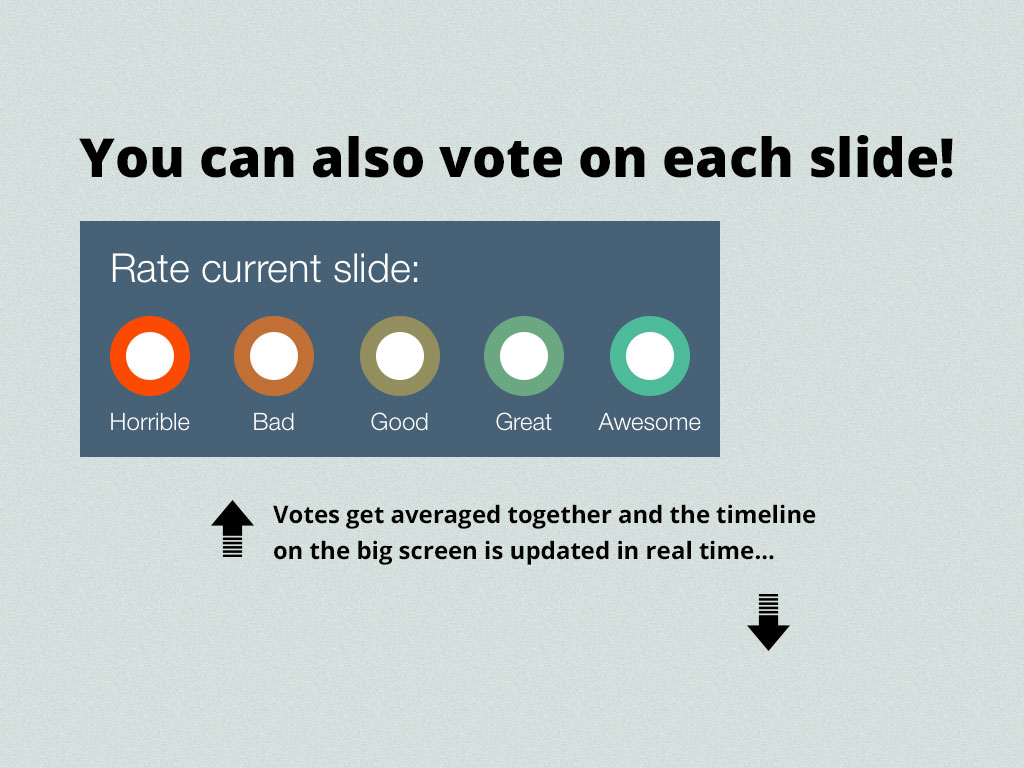 You can also vote on each slide!
Rate current slide:
Horrible Bad Good Great Awesome
Votes get averaged together and the timeline
on the big screen is updated in real time...